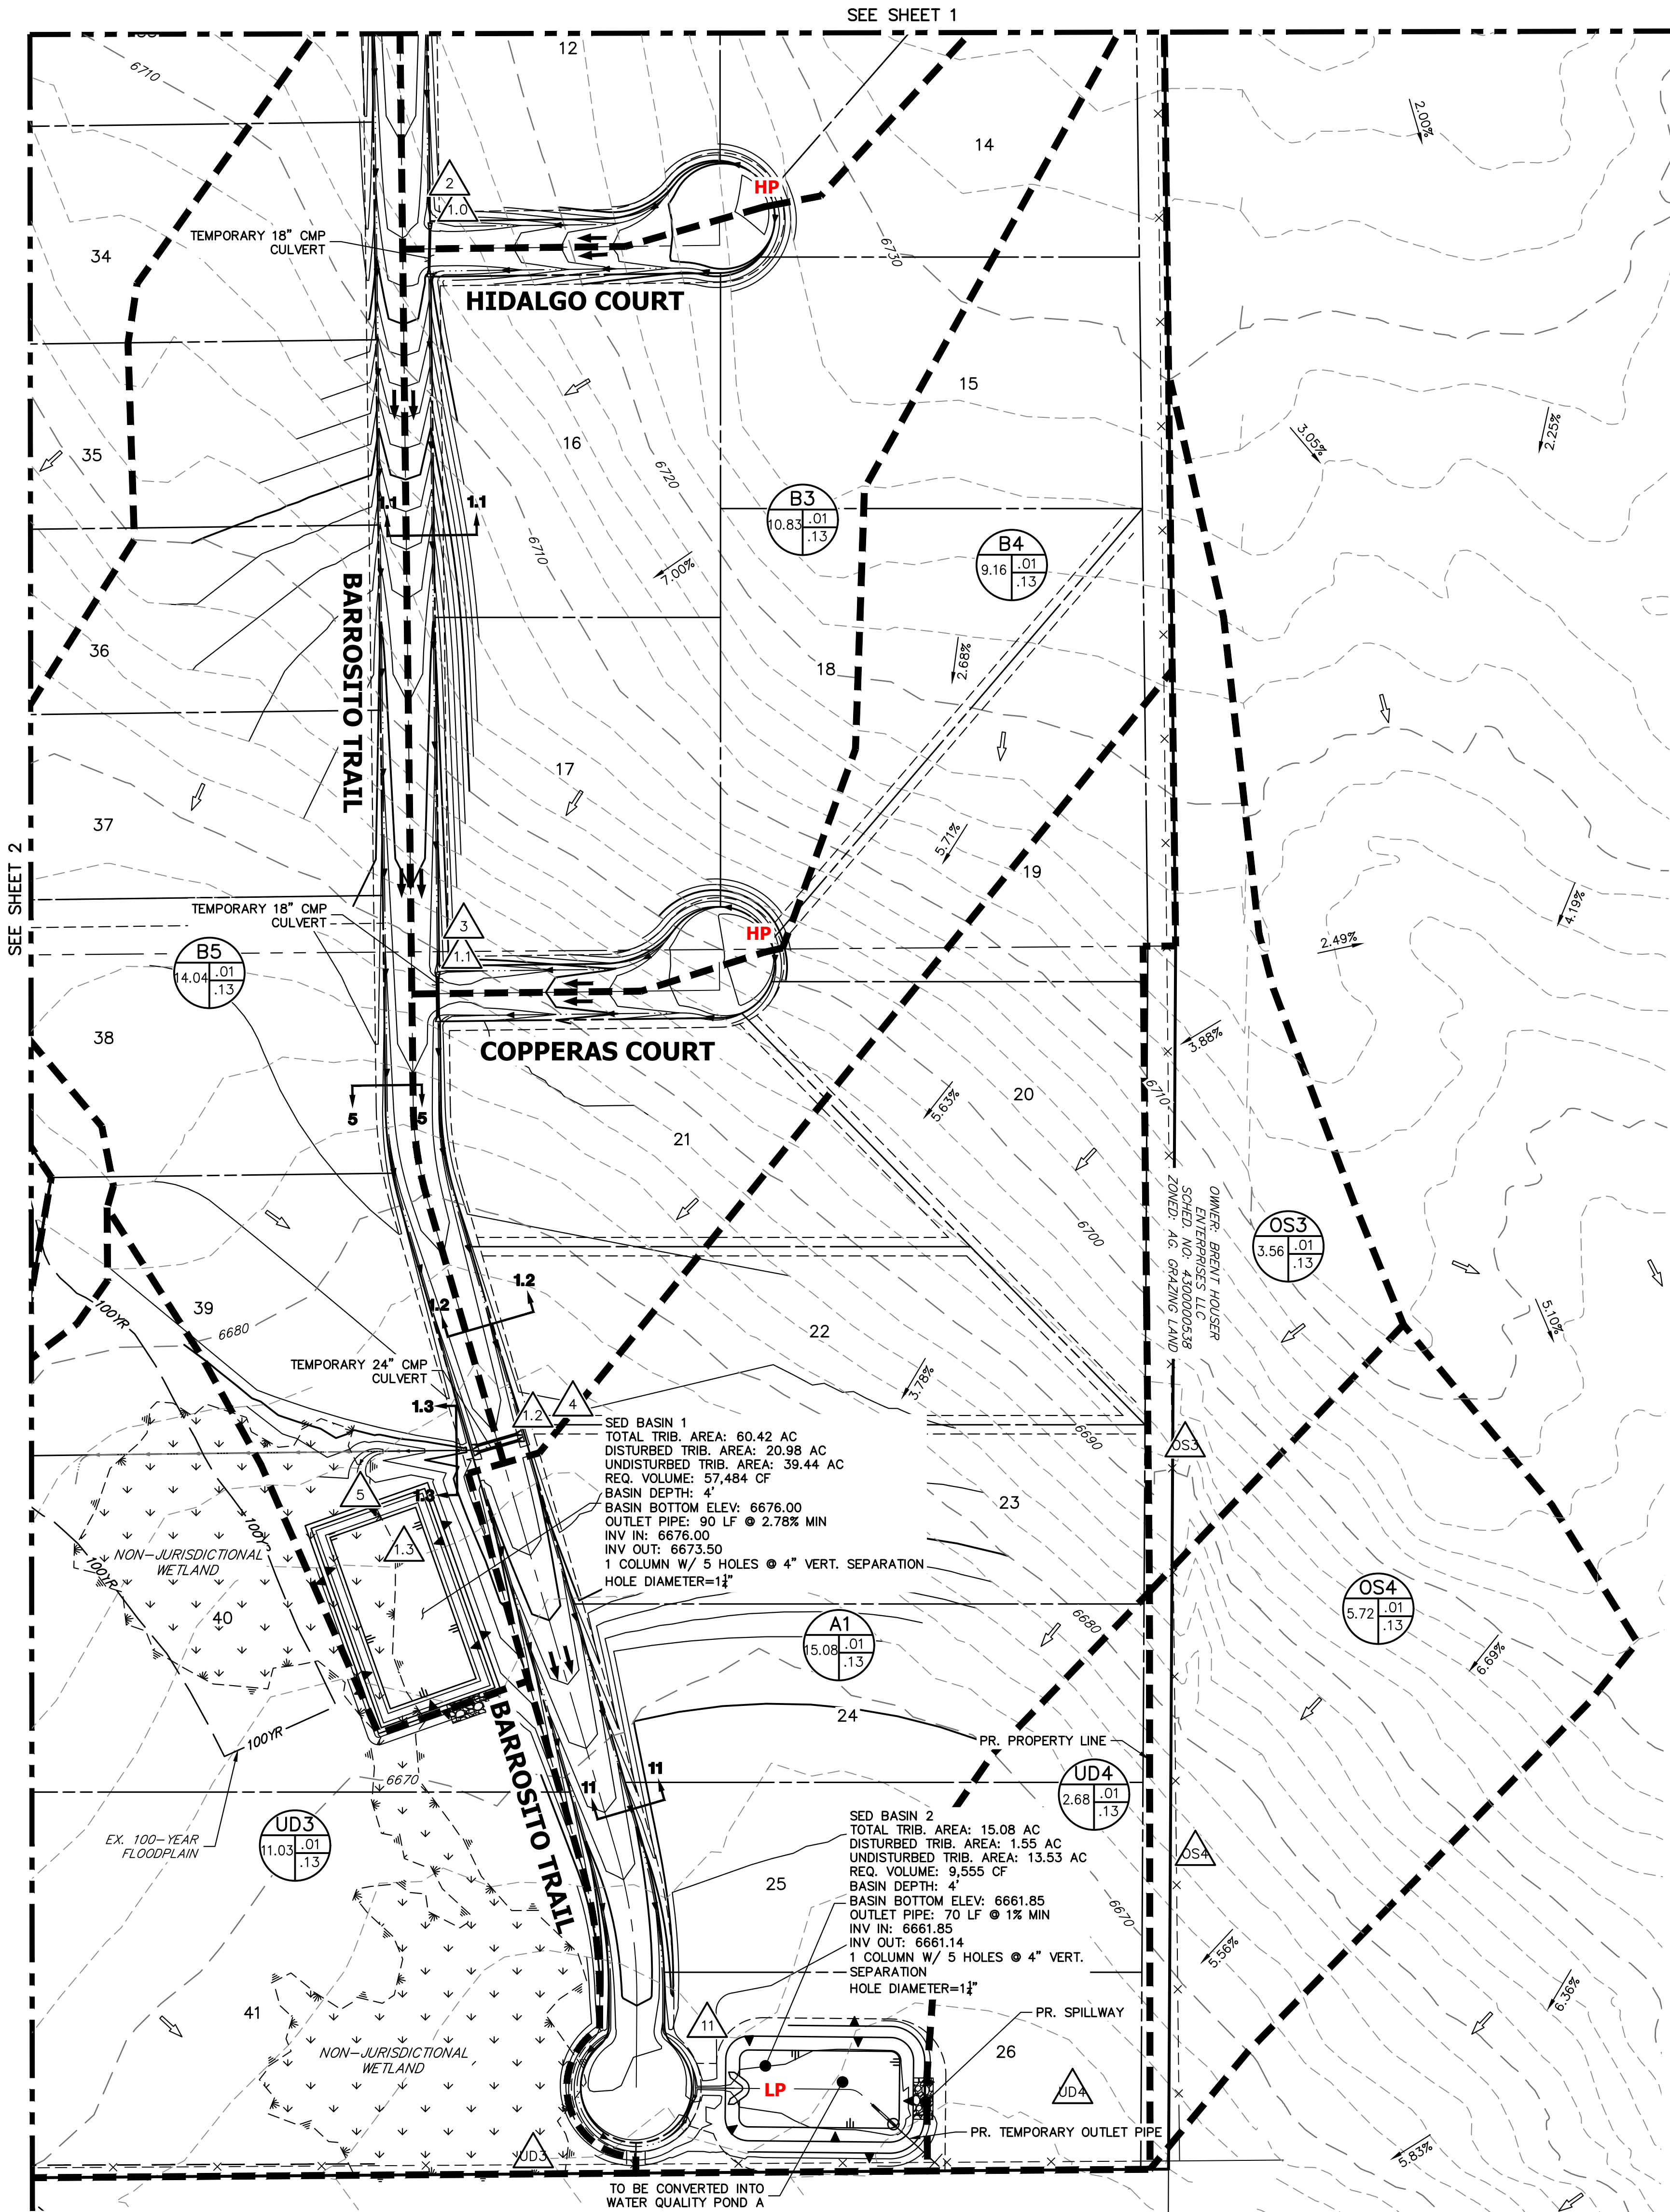 SEE SHEET 1
12
6710
14
2.00%
2
1.0
HP
TEMPORARY 18" CMP
CULVERT
34
6730
HIDALGO COURT
15
35
16
6720
3.05%
2.25%
1.1
1.1
B3
10.83
.01
.13
6710
7.00%
B4
9.16
.01
.13
BARROSITO TRAIL
36
18
2.68%
17
37
5.71%
19
SEE SHEET 2
TEMPORARY 18" CMP
CULVERT
3
1.1
HP
4.19%
2.49%
B5
14.04
.01
.13
38
COPPERAS COURT
3.88%
6710
5
5
5.63%
20
21
OWNER: BRENT HOUSER
ENTERPRISES LLC
SCHED. NO: 4300000538
ZONED: AG. GRAZING LAND
6700
OS3
3.56
.01
.13
1.2
1.2
100YR
39
6680
22
5.10%
TEMPORARY 24" CMP
CULVERT
3.78%
1.3
1.2
4
SED BASIN 1
TOTAL TRIB. AREA: 60.42 AC
DISTURBED TRIB. AREA: 20.98 AC
UNDISTURBED TRIB. AREA: 39.44 AC
REQ. VOLUME: 57,484 CF
BASIN DEPTH: 4'
BASIN BOTTOM ELEV: 6676.00
OUTLET PIPE: 90 LF @ 2.78% MIN
INV IN: 6676.00
INV OUT: 6673.50
1 COLUMN W/ 5 HOLES @ 4" VERT. SEPARATION
HOLE DIAMETER=1¼"
6690
OS3
5
1.3
1.3
23
100YR
NON-JURISDICTIONAL
WETLAND
100YR
40
6680
A1
15.08
.01
.13
OS4
5.72
.01
.13
6.69%
24
100YR
BARROSITO TRAIL
PR. PROPERTY LINE
6670
11
11
UD4
2.68
.01
.13
EX. 100-YEAR
FLOODPLAIN
UD3
11.03
.01
.13
SED BASIN 2
TOTAL TRIB. AREA: 15.08 AC
DISTURBED TRIB. AREA: 1.55 AC
UNDISTURBED TRIB. AREA: 13.53 AC
REQ. VOLUME: 9,555 CF
BASIN DEPTH: 4'
BASIN BOTTOM ELEV: 6661.85
OUTLET PIPE: 70 LF @ 1% MIN
INV IN: 6661.85
INV OUT: 6661.14
1 COLUMN W/ 5 HOLES @ 4" VERT.
SEPARATION
HOLE DIAMETER=1¼"
25
OS4
6670
5.56%
6.36%
41
11
PR. SPILLWAY
26
NON-JURISDICTIONAL
WETLAND
LP
UD4
PR. TEMPORARY OUTLET PIPE
UD3
5.83%
TO BE CONVERTED INTO
WATER QUALITY POND A